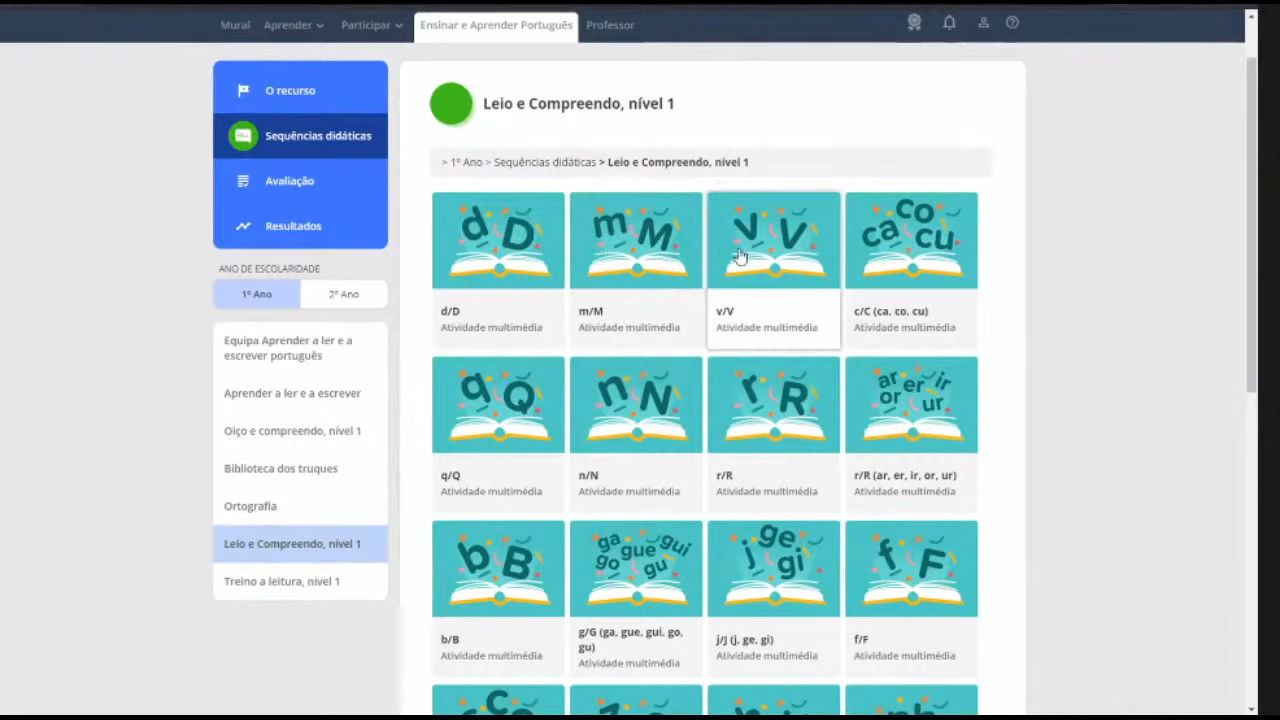 Mural Aprender Participar Ensinar e Aprender Português Professor
O recurso
Sequências didáticas
Avaliação
Resultados
ANO DE ESCOLARIDADE
1º Ano 2º Ano
Equipa Aprender a ler e a
escrever português
Aprender a ler e a escrever
Oiço e compreendo, nível 1
Biblioteca dos truques
Ortografia
Leio e Compreendo, nível 1
Treino a leitura, nível 1
Leio e Compreendo, nível 1
> 1º Ano > Sequências didáticas > Leio e Compreendo, nível 1
d D
m M
v V
ca co cu
d/D
Atividade multimédia
m/M
Atividade multimédia
v/V
Atividade multimédia
c/C (ca, co, cu)
Atividade multimédia
q Q
n N
r R
ar er ir
or ur
q/Q
Atividade multimédia
n/N
Atividade multimédia
r/R
Atividade multimédia
r/R (ar, er, ir, or, ur)
Atividade multimédia
b B
ga gue gui
go gu
j ge
gi
f F
b/B
Atividade multimédia
g/G (ga, gue, gui, go,
gu)
Atividade multimédia
j/J (j, ge, gi)
Atividade multimédia
f/F
Atividade multimédia